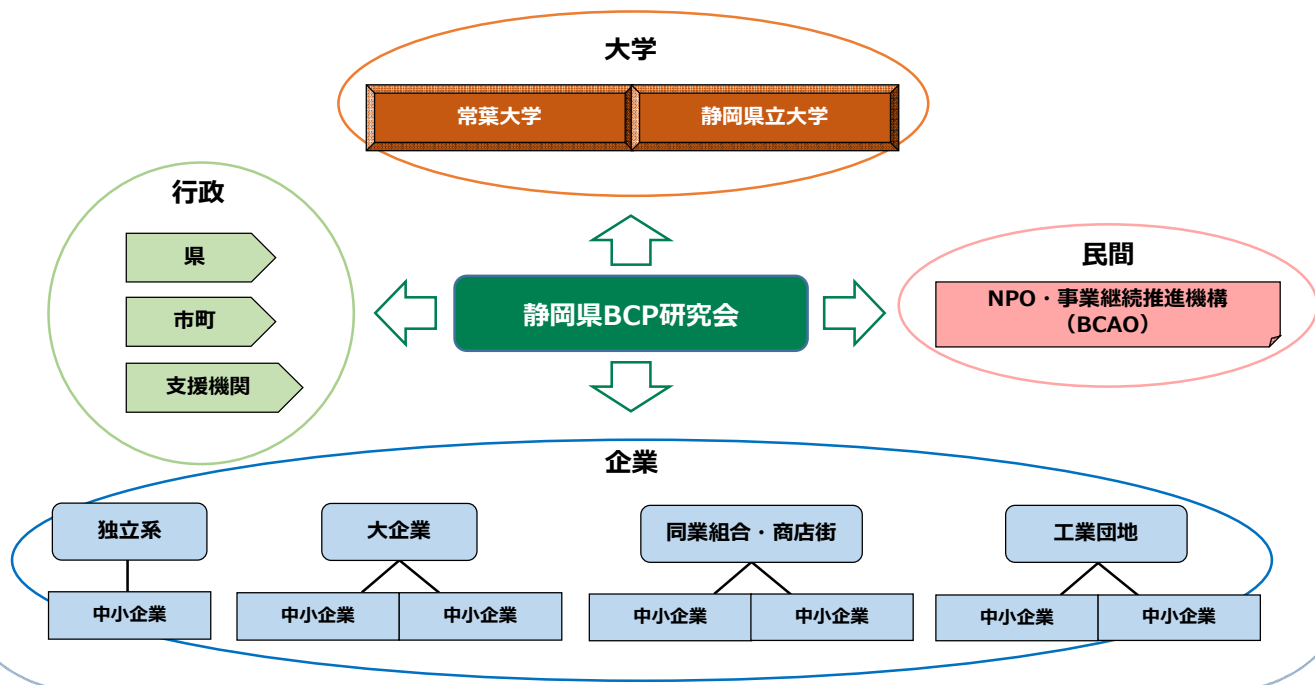 大学
常葉大学
静岡県立大学
行政
県
市町
支援機関
静岡県BCP研究会
民間
NPO・事業継続推進機構
（BCAO）
企業
独立系
大企業
同業組合・商店街
工業団地
中小企業
中小企業
中小企業
中小企業
中小企業
中小企業
中小企業